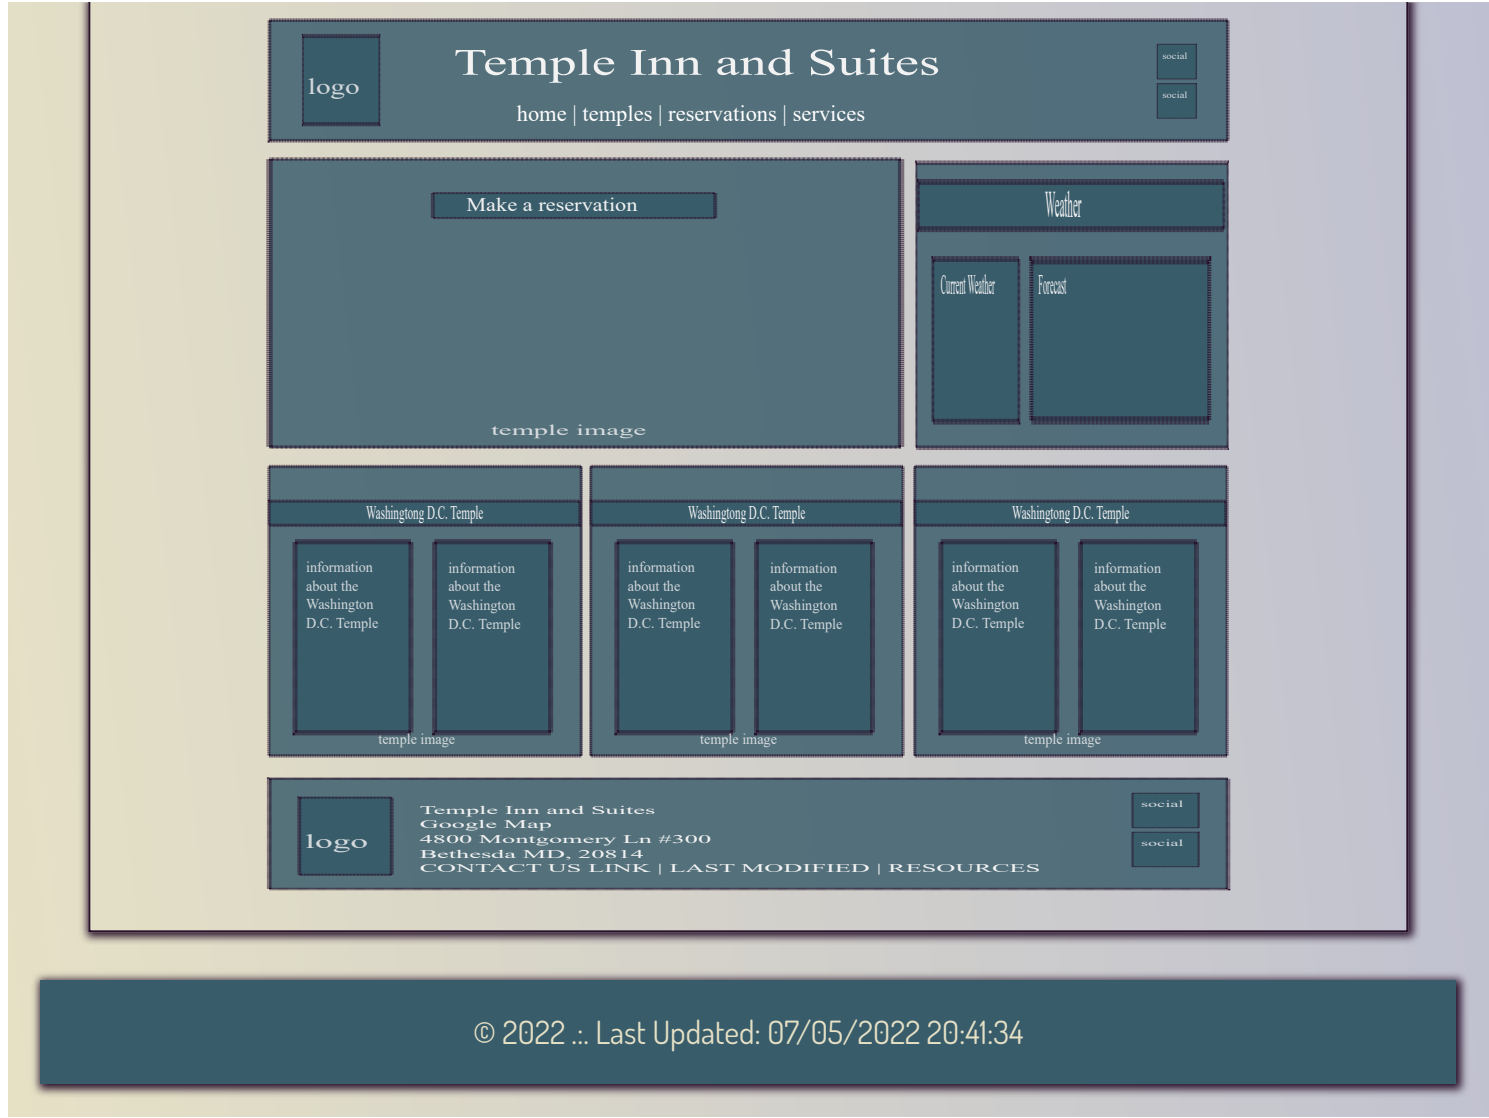 logo
Temple Inn and Suites
home | temples | reservations | services
social
social
Make a reservation
temple image
Weather
Current Weather
Forecast
Washingtong D.C. Temple
information
about the
Washington
D.C. Temple
information
about the
Washington
D.C. Temple
temple image
Washingtong D.C. Temple
information
about the
Washington
D.C. Temple
information
about the
Washington
D.C. Temple
temple image
Washingtong D.C. Temple
information
about the
Washington
D.C. Temple
information
about the
Washington
D.C. Temple
temple image
logo
Temple Inn and Suites
Google Map
4800 Montgomery Ln #300
Bethesda MD, 20814
CONTACT US LINK | LAST MODIFIED | RESOURCES
social
social
© 2022 .:. Last Updated: 07/05/2022 20:41:34